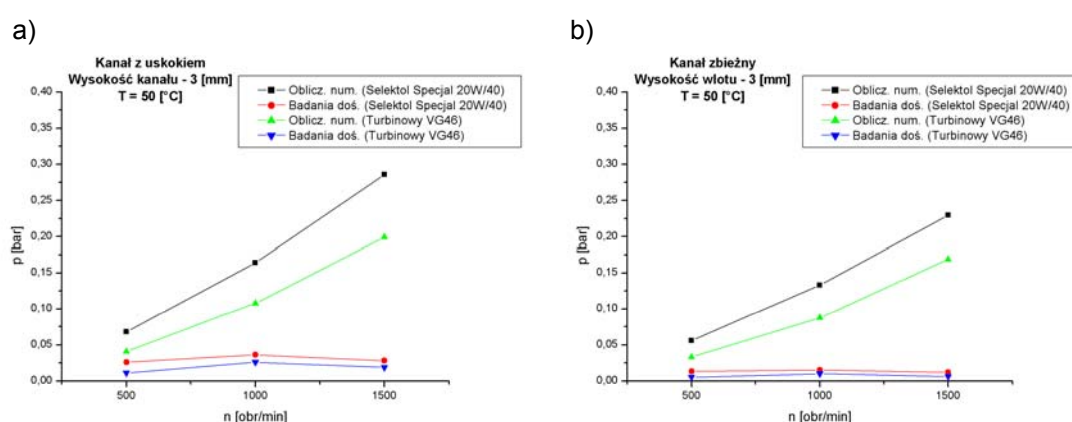 a)
Kanał z uskokiem
Wysokość kanału - 3 [mm]
T = 50 [°C]
Oblicz. num. (Selektol Specjal 20W/40)
Badania doś. (Selektol Specjal 20W/40)
Oblicz. num. (Turbinowy VG46)
Badania doś. (Turbinowy VG46)
0,40
0,35
0,30
0,25
0,20
0,15
0,10
0,05
0,00
p [bar]
500
1000
1500
n [obr/min]
b)
Kanał zbieżny
Wysokość wlotu - 3 [mm]
T = 50 [°C]
Oblicz. num. (Selektol Specjal 20W/40)
Badania doś. (Selektol Specjal 20W/40)
Oblicz. num. (Turbinowy VG46)
Badania doś. (Turbinowy VG46)
0,40
0,35
0,30
0,25
0,20
0,15
0,10
0,05
0,00
p [bar]
500
1000
1500
n [obr/min]